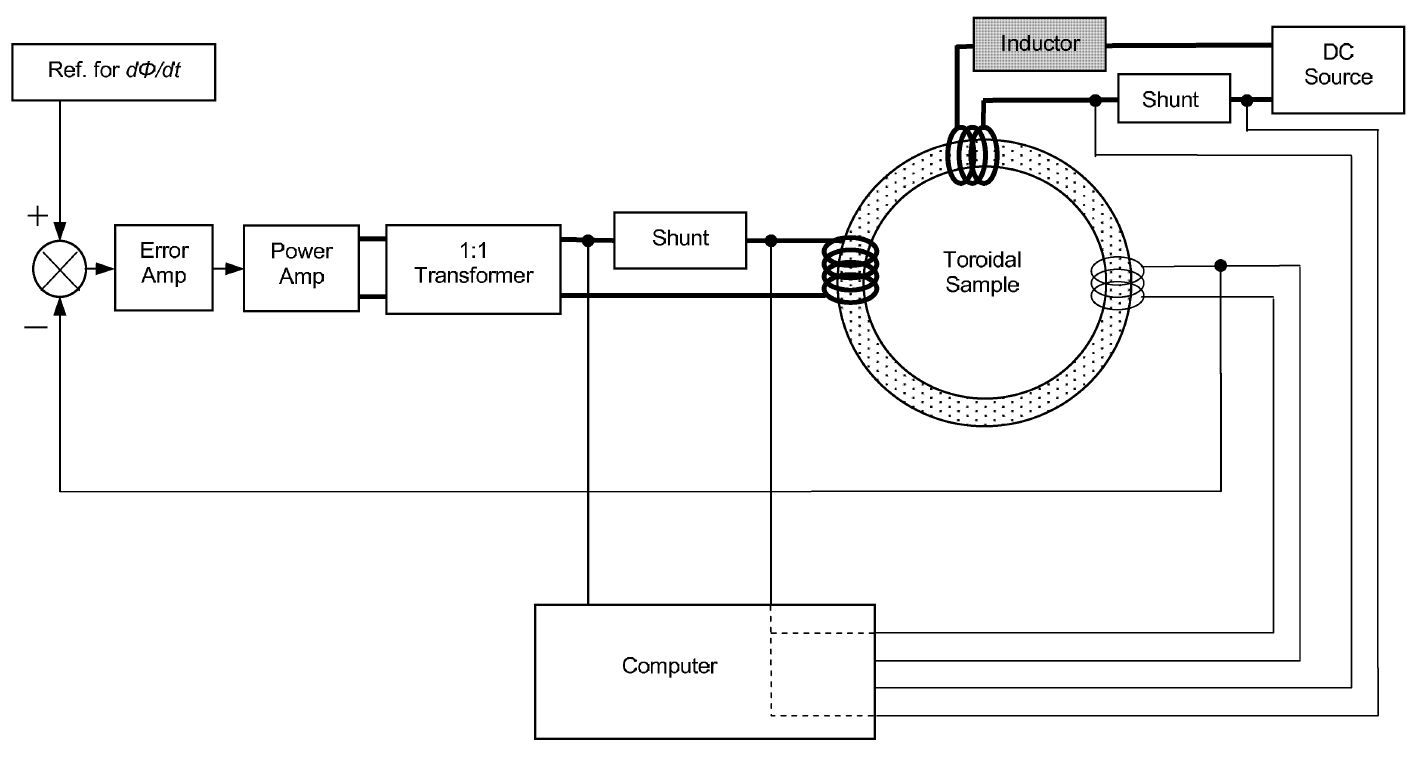 Inductor
DC
Source
Ref. for dΦ/dt
Shunt
+
Error
Amp
Power
Amp
1:1
Transformer
Shunt
Toroidal
Sample
−
Computer